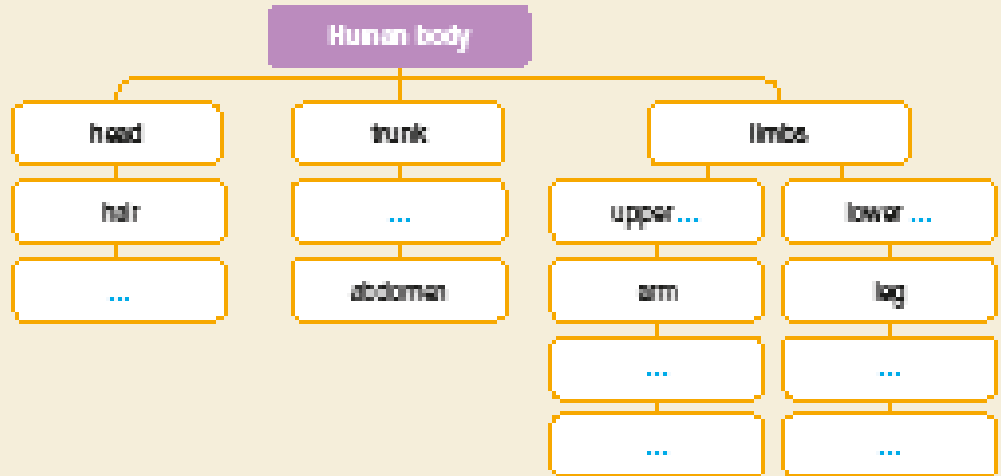 Human body
head
trunk
limbs
hair
...
upper ...
lower ...
...
abdomen
arm
leg
...
...
...
...